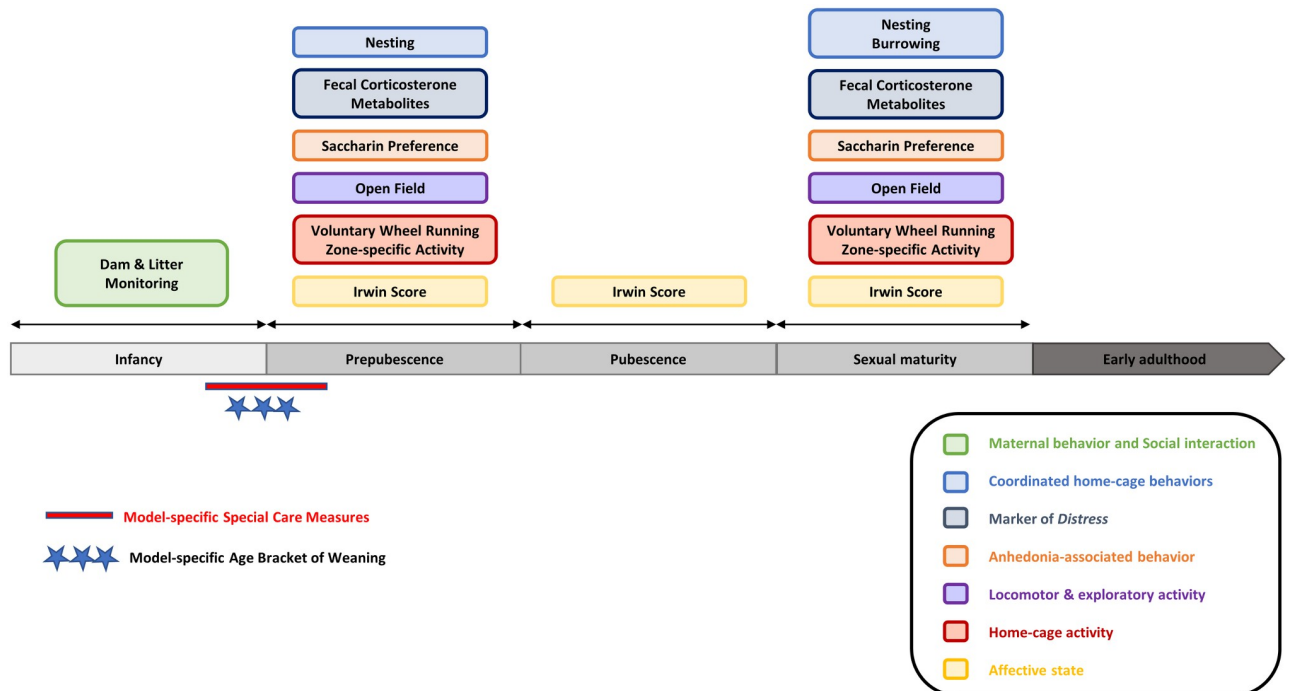 Nesting
Fecal Corticosterone
Metabolites
Saccharin Preference
Open Field
Voluntary Wheel Running
Zone-specific Activity
Irwin Score
Nesting
Burrowing
Fecal Corticosterone
Metabolites
Saccharin Preference
Open Field
Voluntary Wheel Running
Zone-specific Activity
Irwin Score
Dam & Litter
Monitoring
Irwin Score
Infancy
Prepubescence
Pubescence
Sexual maturity
Early adulthood
Model-specific Special Care Measures
Model-specific Age Bracket of Weaning
Maternal behavior and Social interaction
Coordinated home-cage behaviors
Marker of Distress
Anhedonia-associated behavior
Locomotor & exploratory activity
Home-cage activity
Affective state